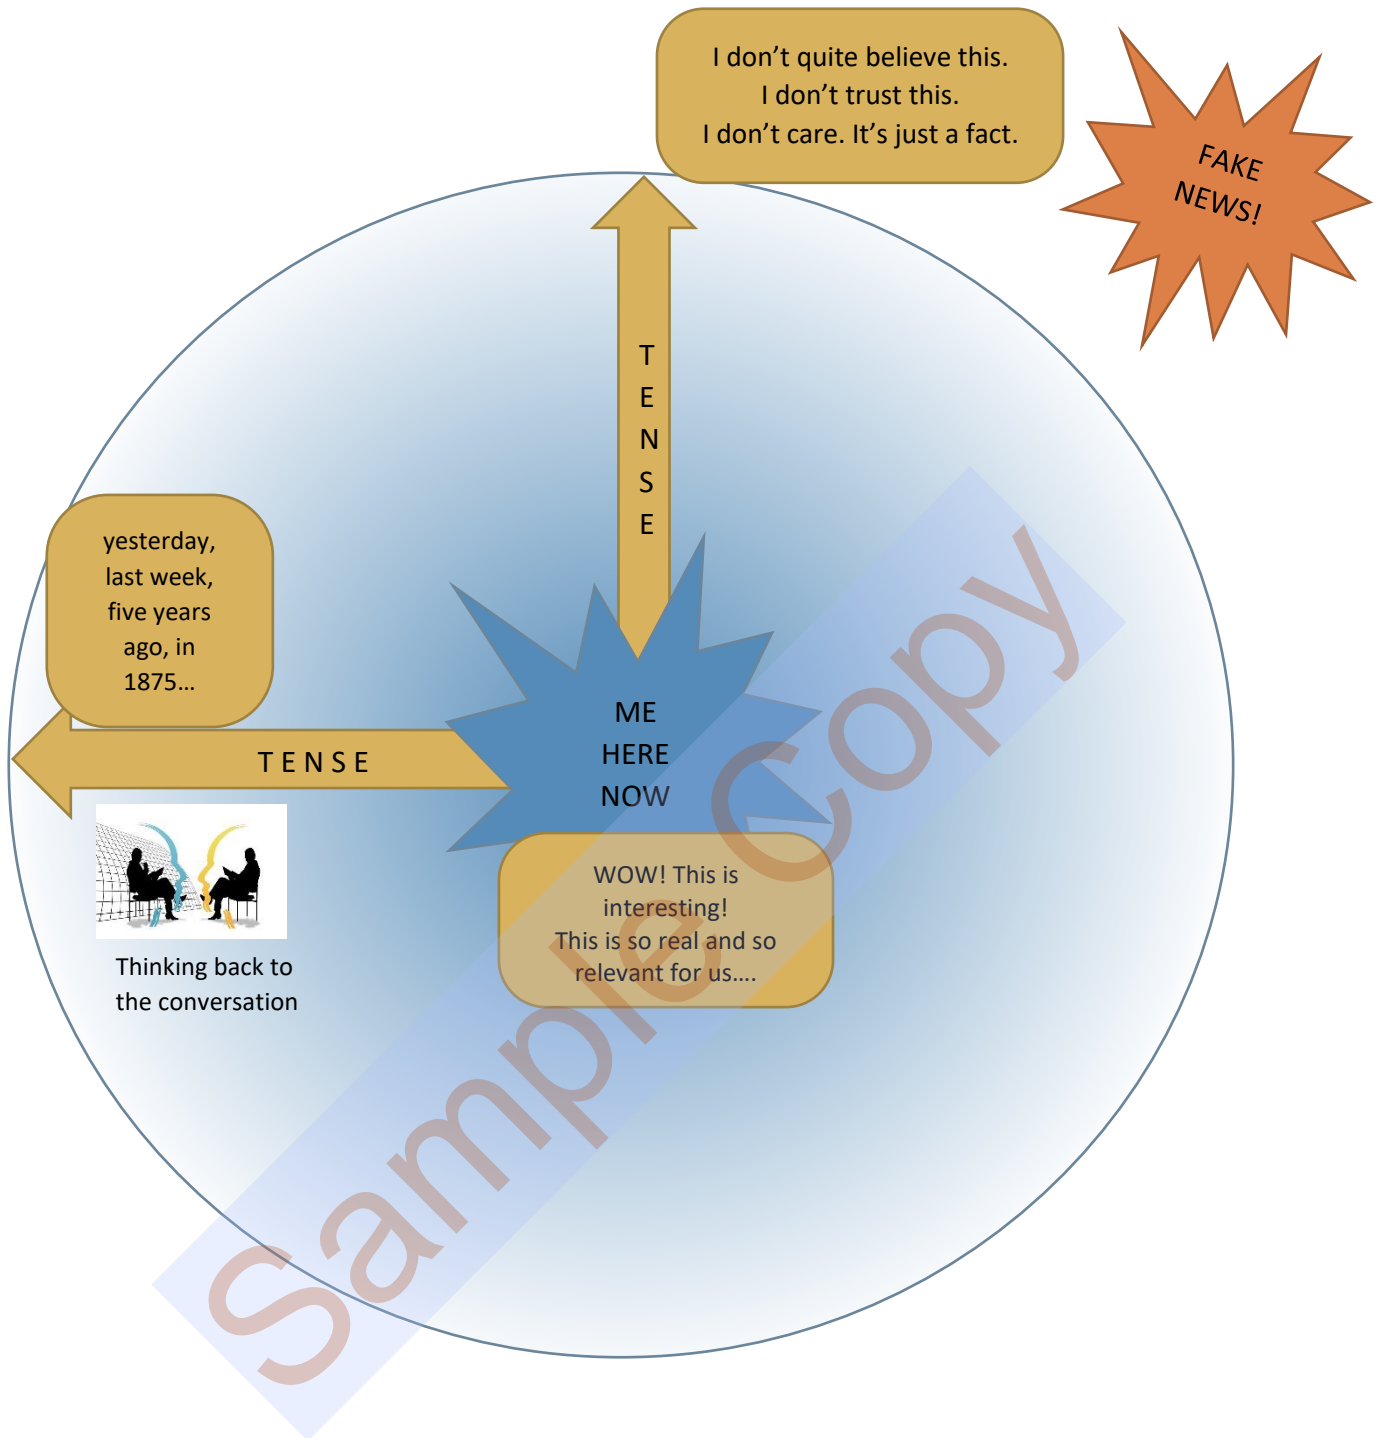 I don’t quite believe this.
I don’t trust this.
I don’t care. It’s just a fact.
FAKE
NEWS!
T
E
N
S
E
yesterday,
last week,
five years
ago, in
1875…
T E N S E
ME
HERE
NOW
WOW! This is
interesting!
This is so real and so
relevant for us….
Thinking back to
the conversation
Sample Copy